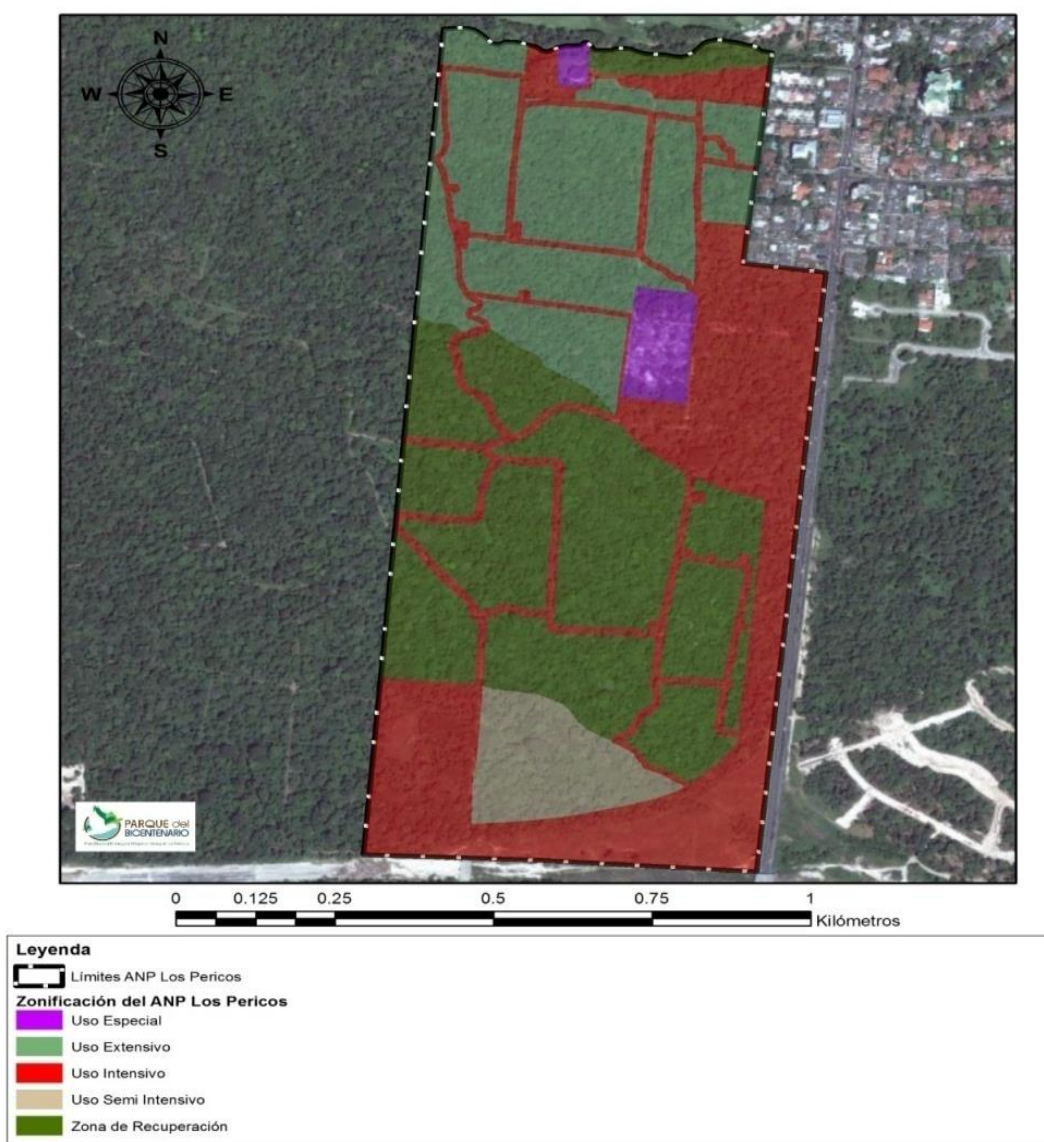 N
W E
S
PARQUE del
BICENTENARIO
0 0.125 0.25 0.5 0.75 1
Kilómetros
Leyenda
Límites ANP Los Pericos
Zonificación del ANP Los Pericos
Uso Especial
Uso Extensivo
Uso Intensivo
Uso Semi Intensivo
Zona de Recuperación